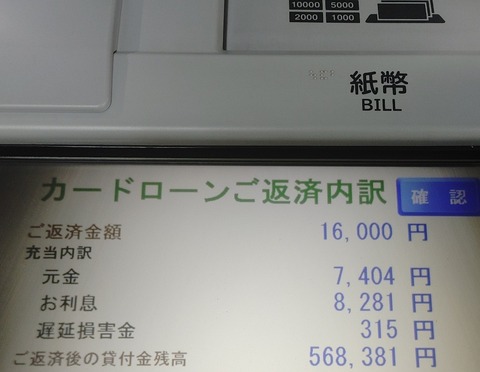 10000 5000
2000 1000
紙幣
BILL
カードローンご返済内訳 確認
ご返済金額 16,000 円
充当内訳
元金 7,404 円
お利息 8,281 円
遅延損害金 315 円
ご返済後の貸付金残高 568,381 円